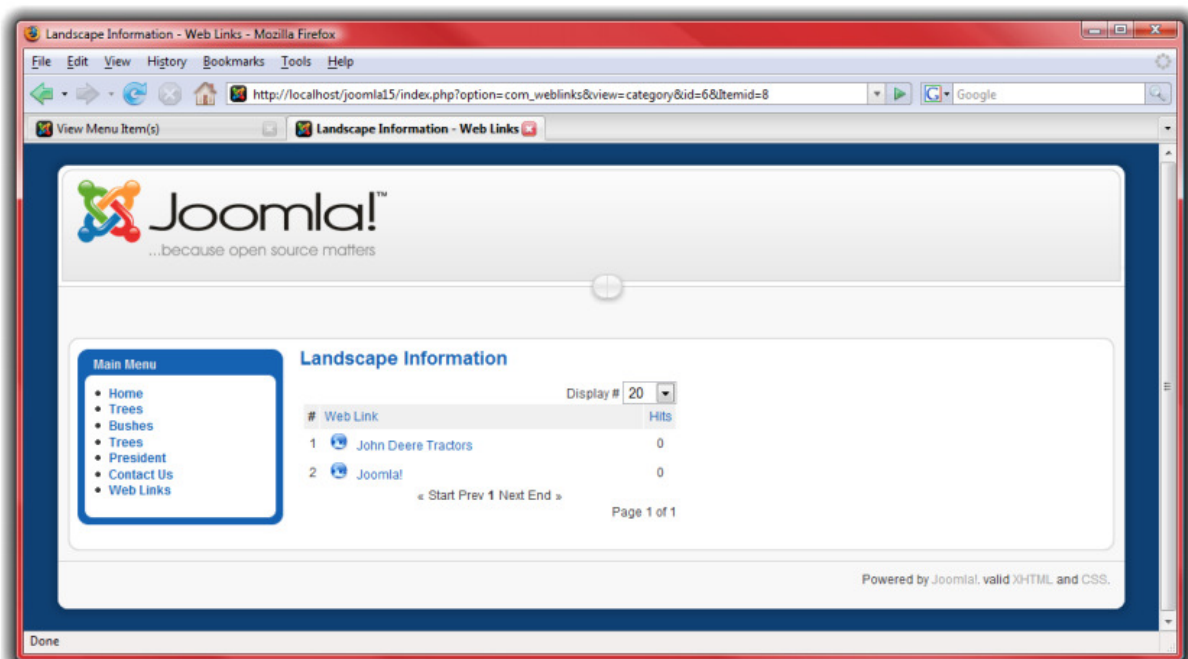 Landscape Information - Web Links - Mozilla Firefox
File Edit View History Bookmarks Tools Help
http://localhost/joomla15/index.php?option=com_weblinks&view=category&id=6&Itemid=8
G Google
View Menu Item(s)
Landscape Information - Web Links
Joomla!™
...because open source matters
Main Menu
Home
Trees
Bushes
Trees
President
Contact Us
Web Links
Landscape Information
Display # 20
# Web Link Hits
1 John Deere Tractors 0
2 Joomla! 0
« Start Prev 1 Next End »
Page 1 of 1
Powered by Joomla!. valid XHTML and CSS.
Done